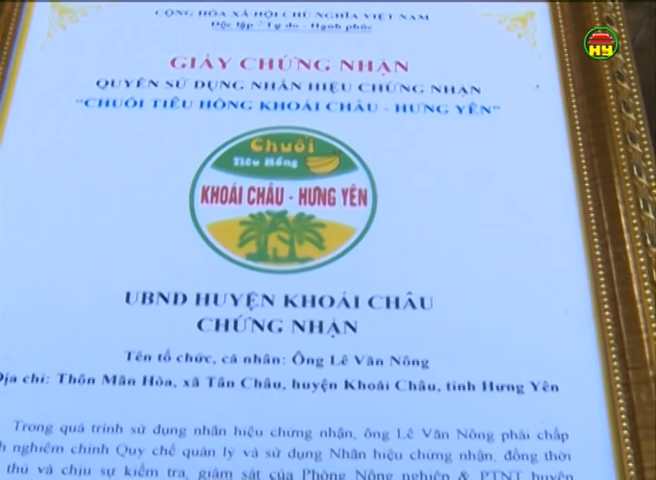 CỘNG HÒA XÃ HỘI CHỦ NGHĨA VIỆT NAM
Độc lập - Tự do - Hạnh phúc
HY
GIẤY CHỨNG NHẬN
QUYỀN SỬ DỤNG NHÃN HIỆU CHỨNG NHẬN
“CHUỐI TIÊU HỒNG KHOÁI CHÂU - HƯNG YÊN”
Chuối
Tiêu Hồng
KHOÁI CHÂU - HƯNG YÊN
UBND HUYỆN KHOÁI CHÂU
CHỨNG NHẬN
Tên tổ chức, cá nhân: Ông Lê Văn Nông
Địa chỉ: Thôn Mãn Hòa, xã Tân Châu, huyện Khoái Châu, tỉnh Hưng Yên
Trong quá trình sử dụng nhãn hiệu chứng nhận, ông Lê Văn Nông phải chấp
nghiêm chỉnh Quy chế quản lý và sử dụng Nhãn hiệu chứng nhận, đồng thời
thủ và chịu sự kiểm tra, giám sát của Phòng Nông nghiệp & PTNT huyện